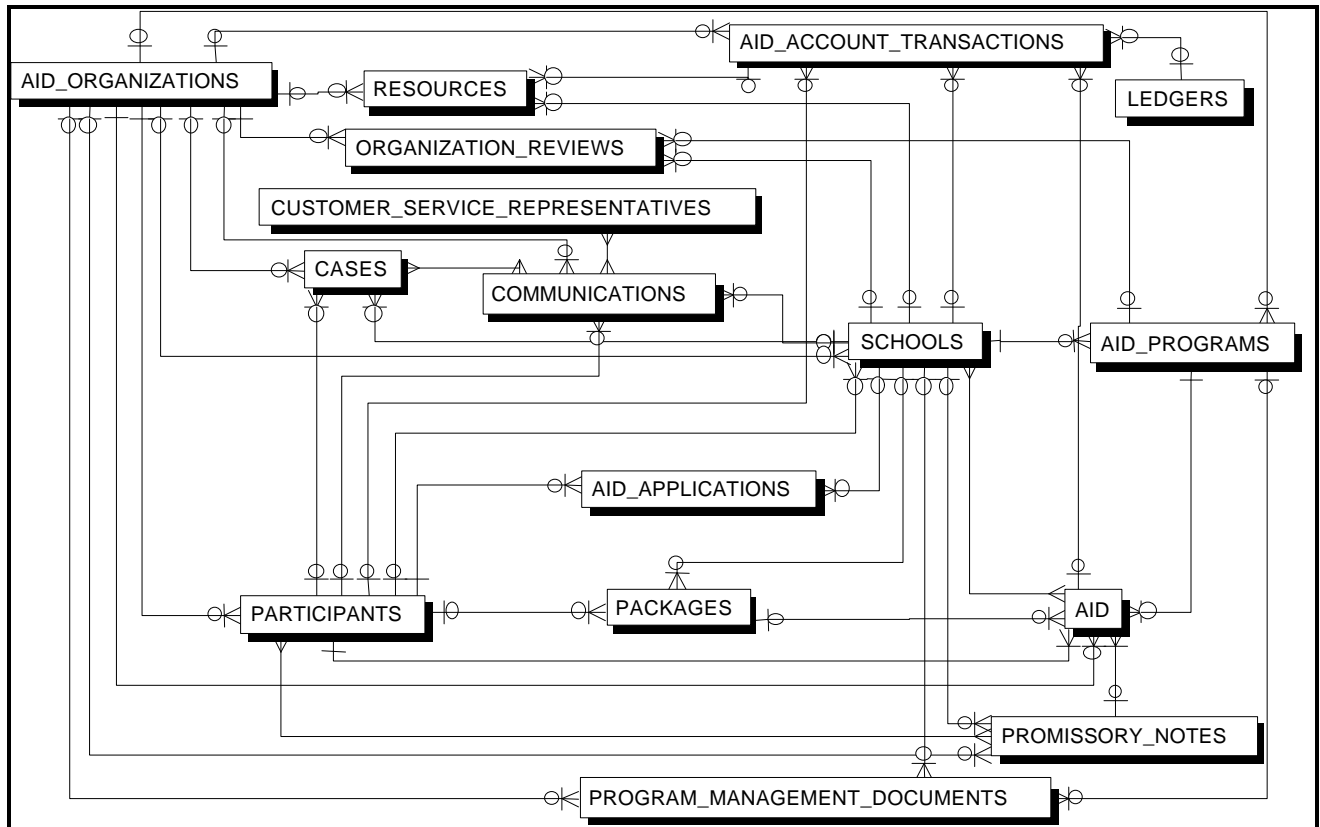 AID_ACCOUNT_TRANSACTIONS
AID_ORGANIZATIONS
RESOURCES
LEDGERS
ORGANIZATION_REVIEWS
CUSTOMER_SERVICE_REPRESENTATIVES
CASES
COMMUNICATIONS
SCHOOLS
AID_PROGRAMS
AID_APPLICATIONS
PARTICIPANTS
PACKAGES
AID
PROMISSORY_NOTES
PROGRAM_MANAGEMENT_DOCUMENTS